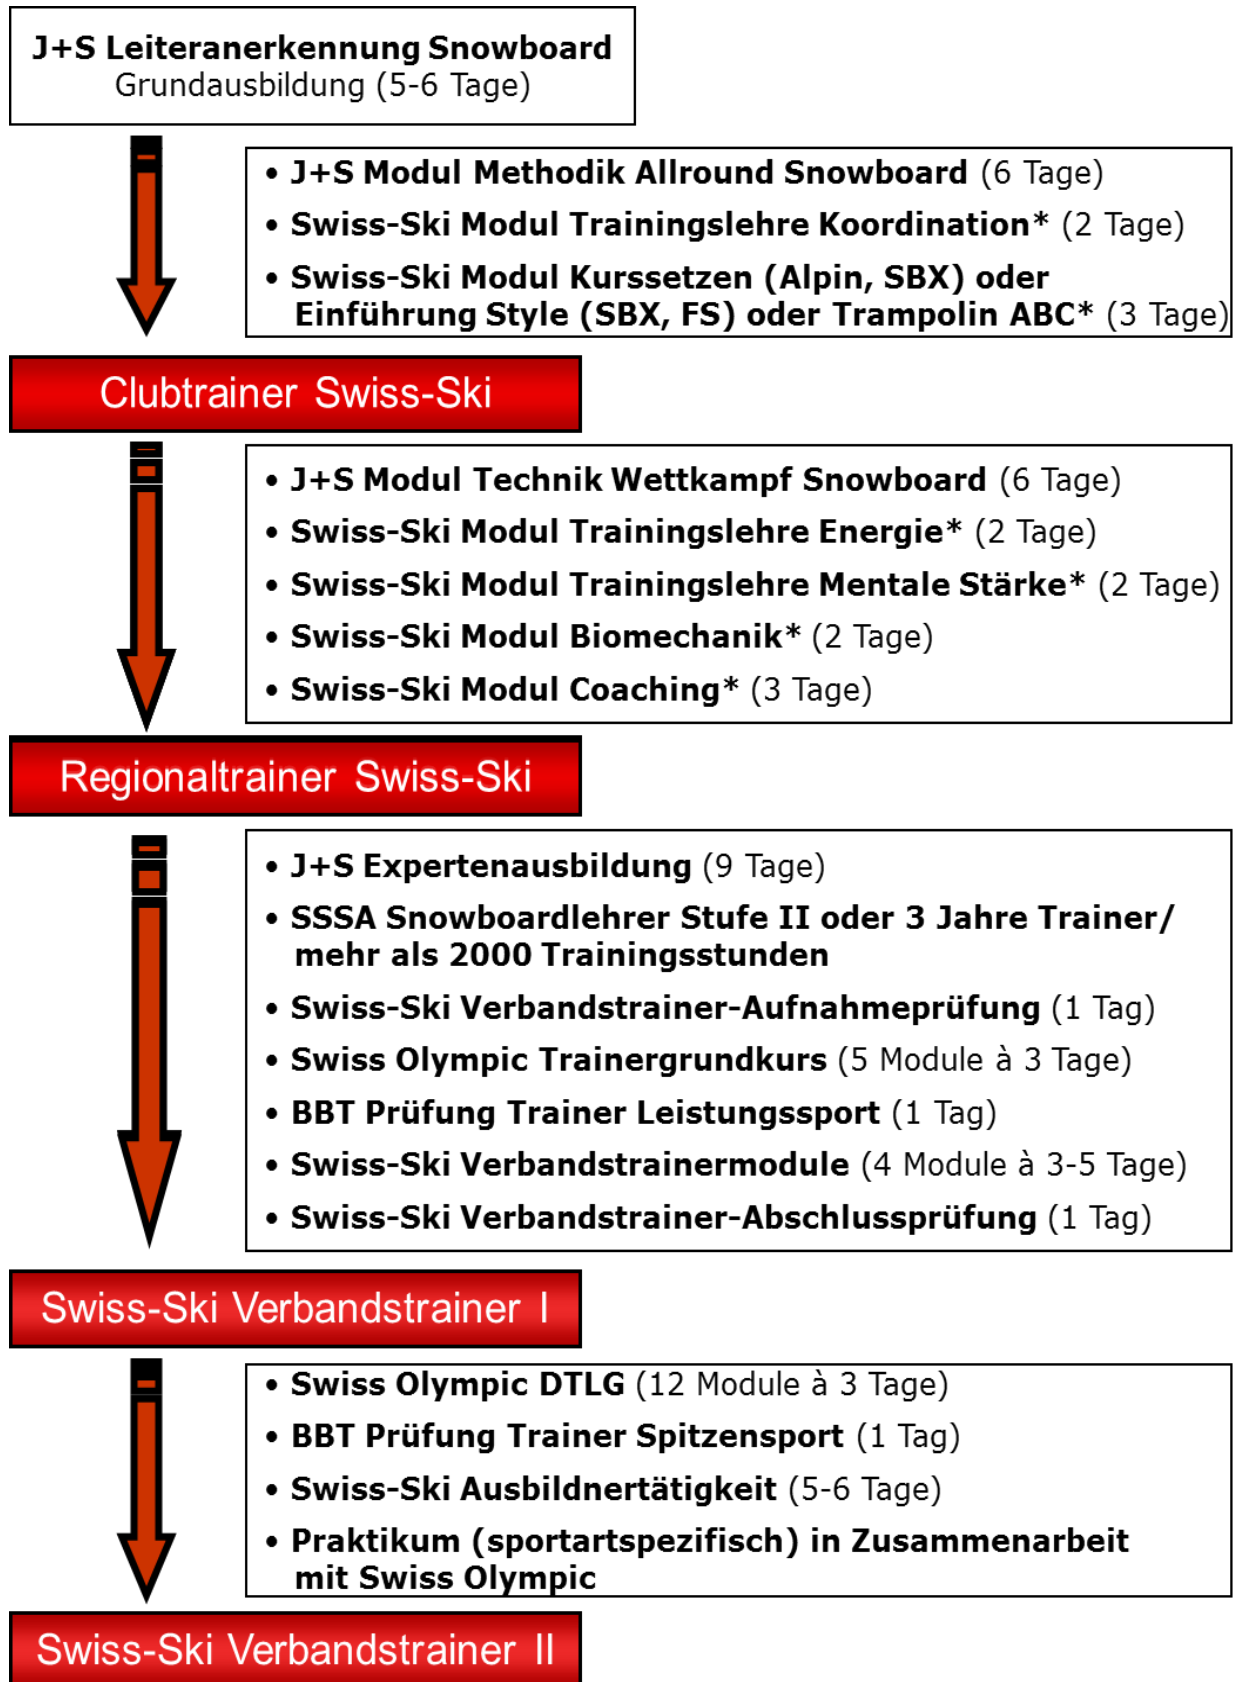 J+S Leiteranerkennung Snowboard
Grundausbildung (5-6 Tage)
• J+S Modul Methodik Allround Snowboard (6 Tage)
• Swiss-Ski Modul Trainingslehre Koordination* (2 Tage)
• Swiss-Ski Modul Kurssetzen (Alpin, SBX) oder
Einführung Style (SBX, FS) oder Trampolin ABC* (3 Tage)
Clubtrainer Swiss-Ski
• J+S Modul Technik Wettkampf Snowboard (6 Tage)
• Swiss-Ski Modul Trainingslehre Energie* (2 Tage)
• Swiss-Ski Modul Trainingslehre Mentale Stärke* (2 Tage)
• Swiss-Ski Modul Biomechanik* (2 Tage)
• Swiss-Ski Modul Coaching* (3 Tage)
Regionaltrainer Swiss-Ski
• J+S Expertenausbildung (9 Tage)
• SSSA Snowboardlehrer Stufe II oder 3 Jahre Trainer/
mehr als 2000 Trainingsstunden
• Swiss-Ski Verbandstrainer-Aufnahmeprüfung (1 Tag)
• Swiss Olympic Trainergrundkurs (5 Module à 3 Tage)
• BBT Prüfung Trainer Leistungssport (1 Tag)
• Swiss-Ski Verbandstrainermodule (4 Module à 3-5 Tage)
• Swiss-Ski Verbandstrainer-Abschlussprüfung (1 Tag)
Swiss-Ski Verbandstrainer I
• Swiss Olympic DTLG (12 Module à 3 Tage)
• BBT Prüfung Trainer Spitzensport (1 Tag)
• Swiss-Ski Ausbildnertätigkeit (5-6 Tage)
• Praktikum (sportartspezifisch) in Zusammenarbeit
mit Swiss Olympic
Swiss-Ski Verbandstrainer II